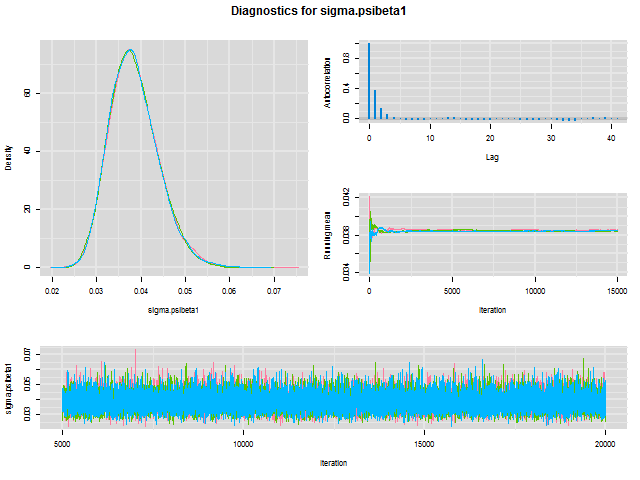 Diagnostics for sigma.psibeta1
Density
0 20 40 60
0.02 0.03 0.04 0.05 0.06 0.07
sigma.psibeta1
Autocorrelation
0.0 0.4 0.8
0 10 20 30 40
Lag
Running mean
0.034 0.038 0.042
0 5000 10000 15000
Iteration
sigma.psibeta1
0.03 0.05 0.07
5000 10000 15000 20000
Iteration